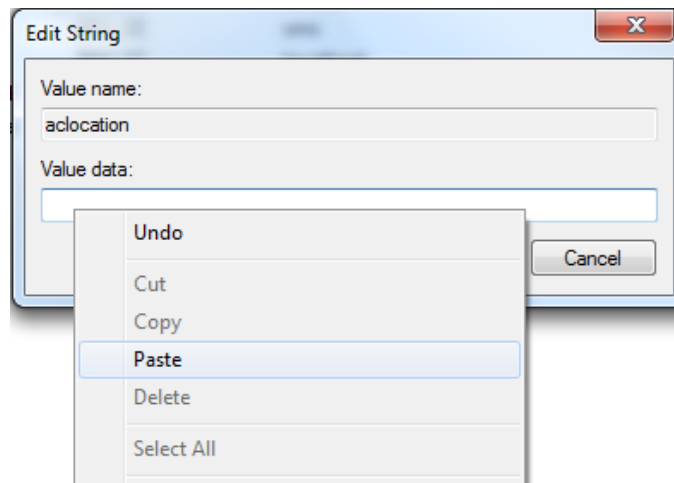 Edit String
Value name:
aclocation
Value data:
Undo
Cancel
Cut
Copy
Paste
Delete
Select All